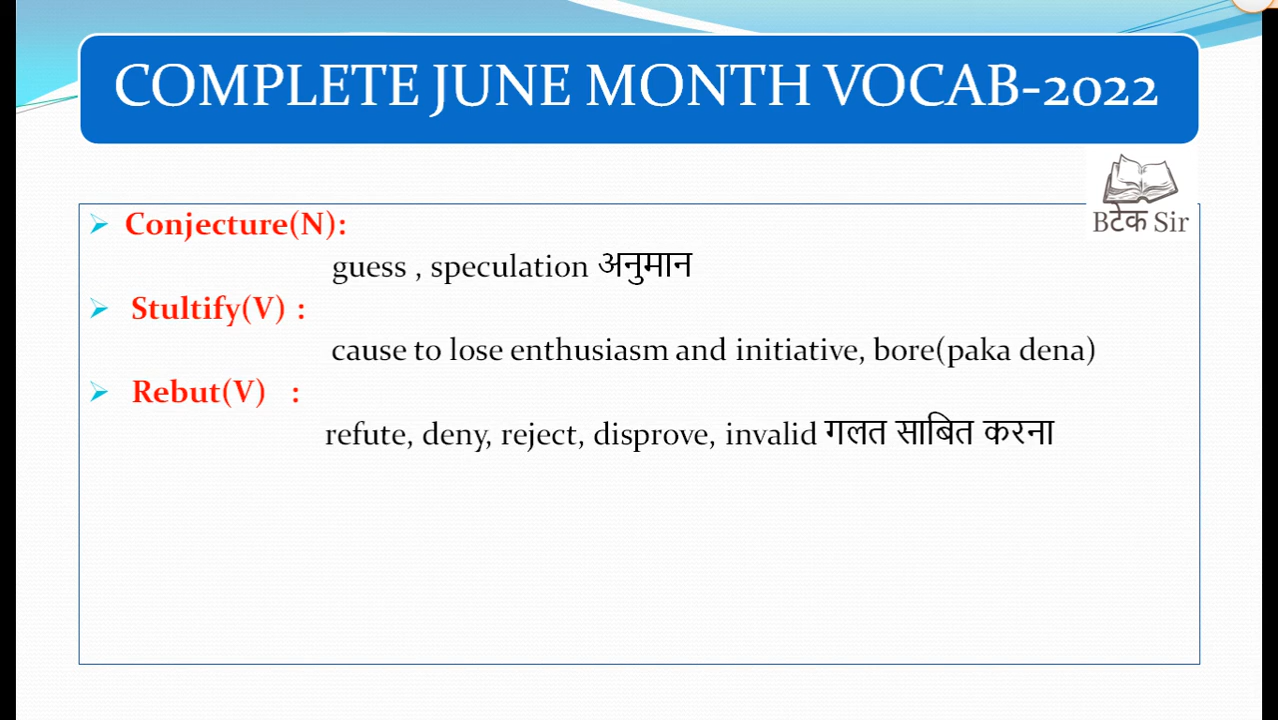 COMPLETE JUNE MONTH VOCAB-2022
Bटेक Sir
Conjecture(N):
guess , speculation अनुमान
Stultify(V) :
cause to lose enthusiasm and initiative, bore(paka dena)
Rebut(V) :
refute, deny, reject, disprove, invalid गलत साबित करना